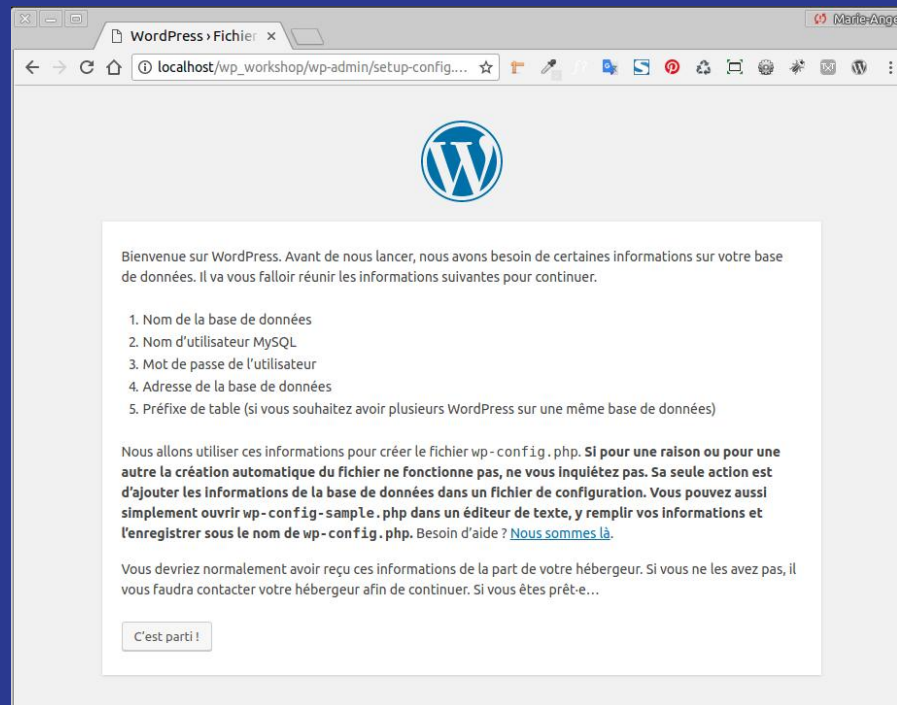 Marie-Ange
WordPress › Fichier
localhost/wp_workshop/wp-admin/setup-config....
Bienvenue sur WordPress. Avant de nous lancer, nous avons besoin de certaines informations sur votre base
de données. Il va vous falloir réunir les informations suivantes pour continuer.
1. Nom de la base de données
2. Nom d’utilisateur MySQL
3. Mot de passe de l’utilisateur
4. Adresse de la base de données
5. Préfixe de table (si vous souhaitez avoir plusieurs WordPress sur une même base de données)
Nous allons utiliser ces informations pour créer le fichier wp-config.php. Si pour une raison ou pour une
autre la création automatique du fichier ne fonctionne pas, ne vous inquiétez pas. Sa seule action est
d’ajouter les informations de la base de données dans un fichier de configuration. Vous pouvez aussi
simplement ouvrir wp-config-sample.php dans un éditeur de texte, y remplir vos informations et
l’enregistrer sous le nom de wp-config.php. Besoin d’aide ? Nous sommes là.
Vous devriez normalement avoir reçu ces informations de la part de votre hébergeur. Si vous ne les avez pas, il
vous faudra contacter votre hébergeur afin de continuer. Si vous êtes prêt·e…
C’est parti !